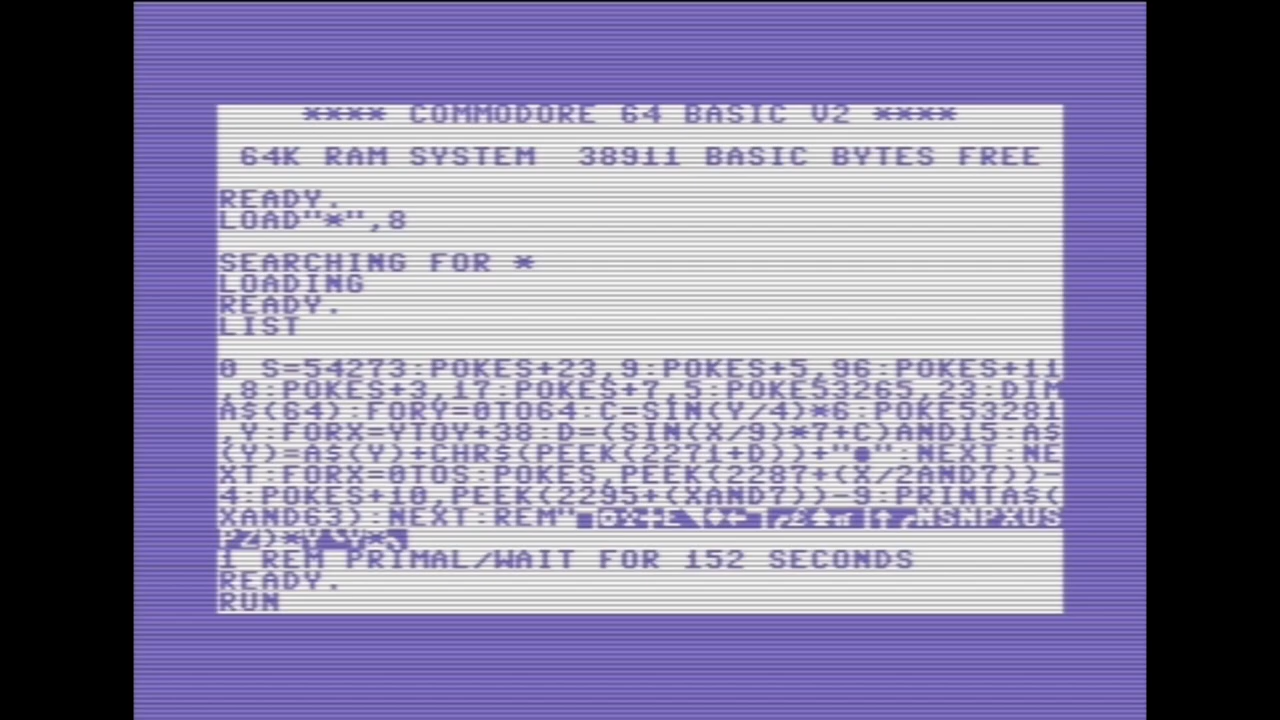 **** COMMODORE 64 BASIC V2 ****
64K RAM SYSTEM  38911 BASIC BYTES FREE
READY.
LOAD"*",8
SEARCHING FOR *
LOADING
READY.
LIST
0 S=54273:POKES+23,9:POKES+5,96:POKES+11
,8:POKES+3,17:POKES+7,5:POKE53265,23:DIM
A$(64):FORY=0TO64:C=SIN(Y/4)*6:POKE53281
,Y:FORX=YTOY+38:D=(SIN(X/9)*7+C)AND15:A$
(Y)=A$(Y)+CHR$(PEEK(2271+D))+"●":NEXT:NE
XT:FORX=0TOS:POKES,PEEK(2287+(X/2AND7))-
4:POKES+10,PEEK(2295+(XAND7))-9:PRINTA$(
XAND63):NEXT:REM"
1 REM PRIMAL/WAIT FOR 152 SECONDS
READY.
RUN